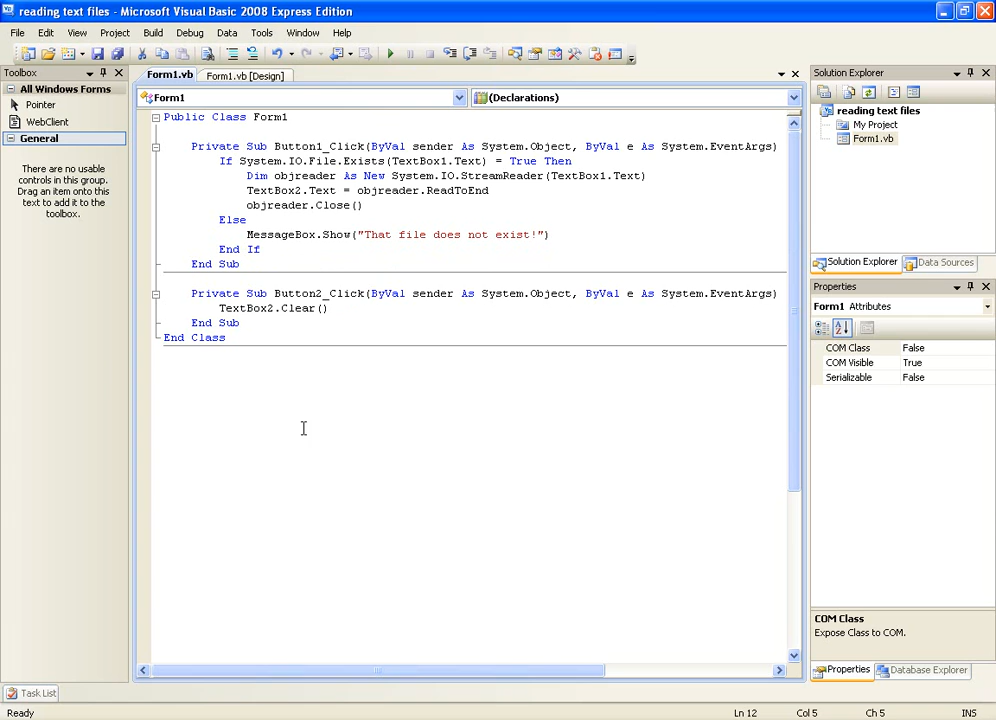 reading text files - Microsoft Visual Basic 2008 Express Edition
File Edit View Project Build Debug Data Tools Window Help
Toolbox
All Windows Forms
Pointer
WebClient
General
There are no usable
controls in this group.
Drag an item onto this
text to add it to the
toolbox.
Form1.vb Form1.vb [Design]
Form1 (Declarations)
Public Class Form1
Private Sub Button1_Click(ByVal sender As System.Object, ByVal e As System.EventArgs)
If System.IO.File.Exists(TextBox1.Text) = True Then
Dim objreader As New System.IO.StreamReader(TextBox1.Text)
TextBox2.Text = objreader.ReadToEnd
objreader.Close()
Else
MessageBox.Show("That file does not exist!")
End If
End Sub
Private Sub Button2_Click(ByVal sender As System.Object, ByVal e As System.EventArgs)
TextBox2.Clear()
End Sub
End Class
Solution Explorer
reading text files
My Project
Form1.vb
Solution Explorer Data Sources
Properties
Form1 Attributes
COM Class False
COM Visible True
Serializable False
COM Class
Expose Class to COM.
Properties Database Explorer
Task List
Ready Ln 12 Col 5 Ch 5 INS